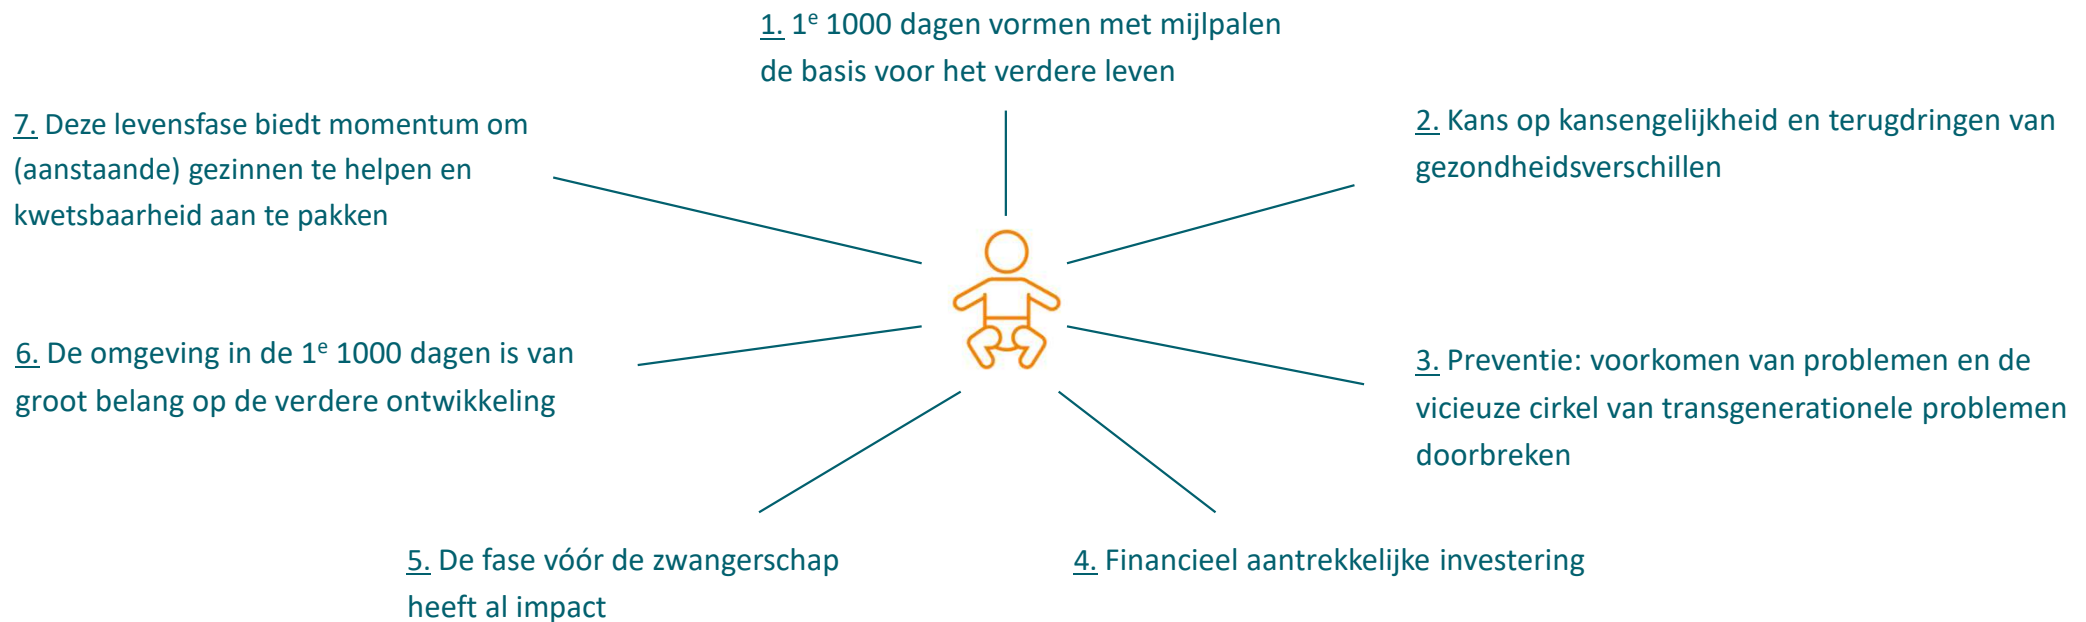 1. 1e 1000 dagen vormen met mijlpalen
de basis voor het verdere leven
2. Kans op kansengelijkheid en terugdringen van
gezondheidsverschillen
3. Preventie: voorkomen van problemen en de
vicieuze cirkel van transgenerationele problemen
doorbreken
4. Financieel aantrekkelijke investering
5. De fase vóór de zwangerschap
heeft al impact
6. De omgeving in de 1e 1000 dagen is van
groot belang op de verdere ontwikkeling
7. Deze levensfase biedt momentum om
(aanstaande) gezinnen te helpen en
kwetsbaarheid aan te pakken